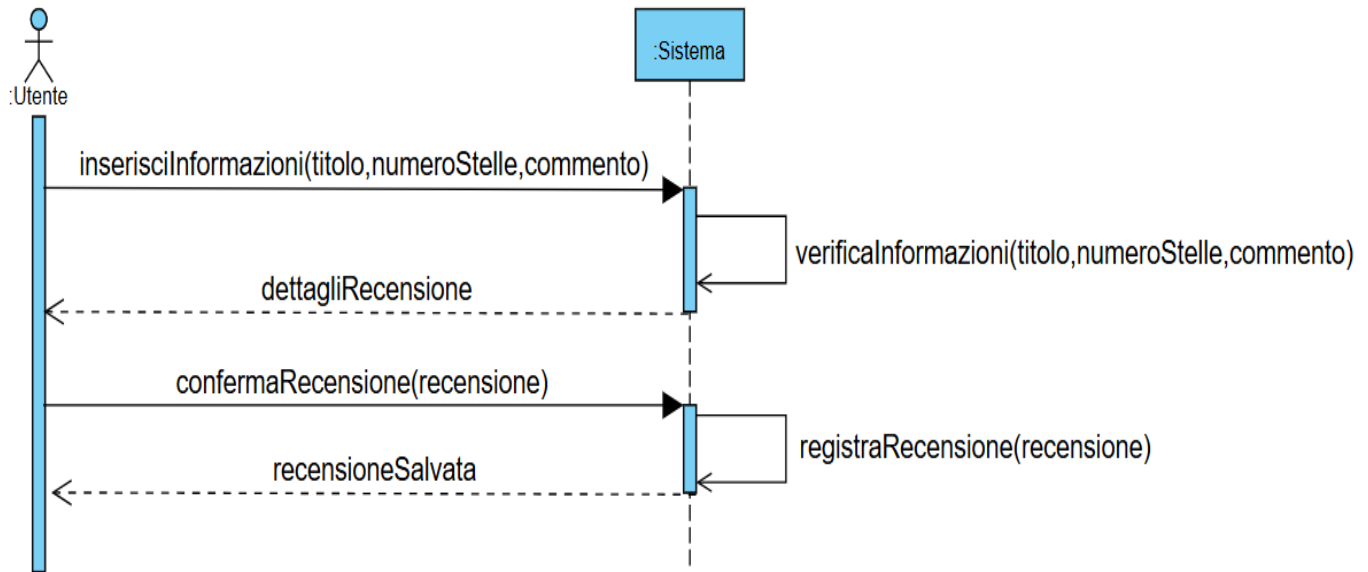 :Utente
:Sistema
inserisciInformazioni(titolo,numeroStelle,commento)
verificaInformazioni(titolo,numeroStelle,commento)
dettagliRecensione
confermaRecensione(recensione)
registraRecensione(recensione)
recensioneSalvata